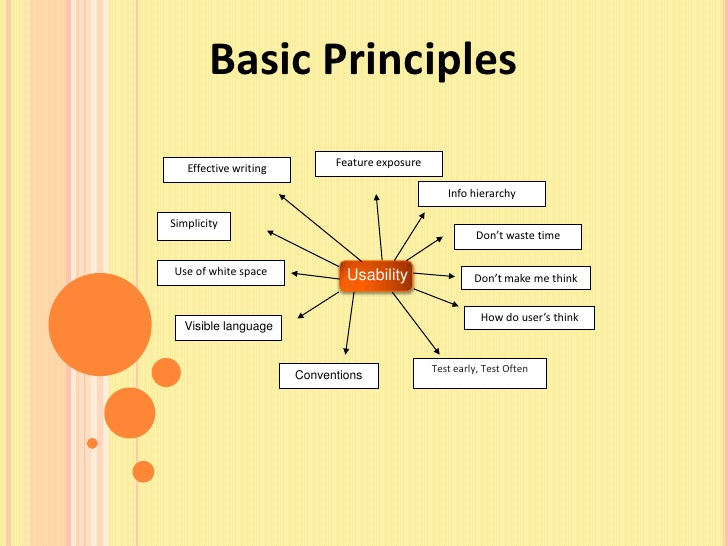 Basic Principles
Effective writing
Feature exposure
Info hierarchy
Simplicity
Don’t waste time
Use of white space
Usability
Don’t make me think
Visible language
How do user’s think
Conventions
Test early, Test Often